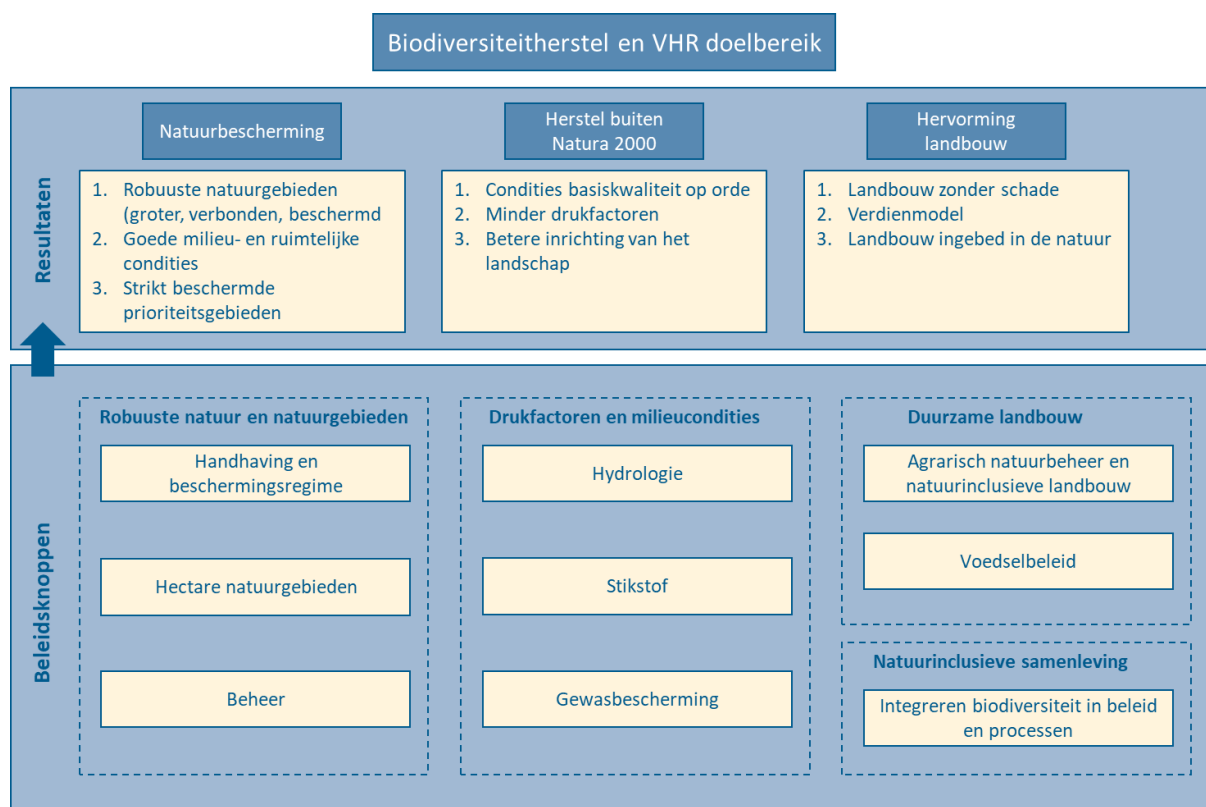 Biodiversiteitherstel en VHR doelbereik
Resultaten
Natuurbescherming
1. Robuuste natuurgebieden
(groter, verbonden, beschermd
2. Goede milieu- en ruimtelijke
condities
3. Strikt beschermde
prioriteitsgebieden
Herstel buiten
Natura 2000
1. Condities basiskwaliteit op orde
2. Minder drukfactoren
3. Betere inrichting van het
landschap
Hervorming
landbouw
1. Landbouw zonder schade
2. Verdienmodel
3. Landbouw ingebed in de natuur
Beleidsknoppen
Robuuste natuur en natuurgebieden
Handhaving en
beschermingsregime
Hectare natuurgebieden
Beheer
Drukfactoren en milieucondities
Hydrologie
Stikstof
Gewasbescherming
Duurzame landbouw
Agrarisch natuurbeheer en
natuurinclusieve landbouw
Voedselbeleid
Natuurinclusieve samenleving
Integreren biodiversiteit in beleid
en processen